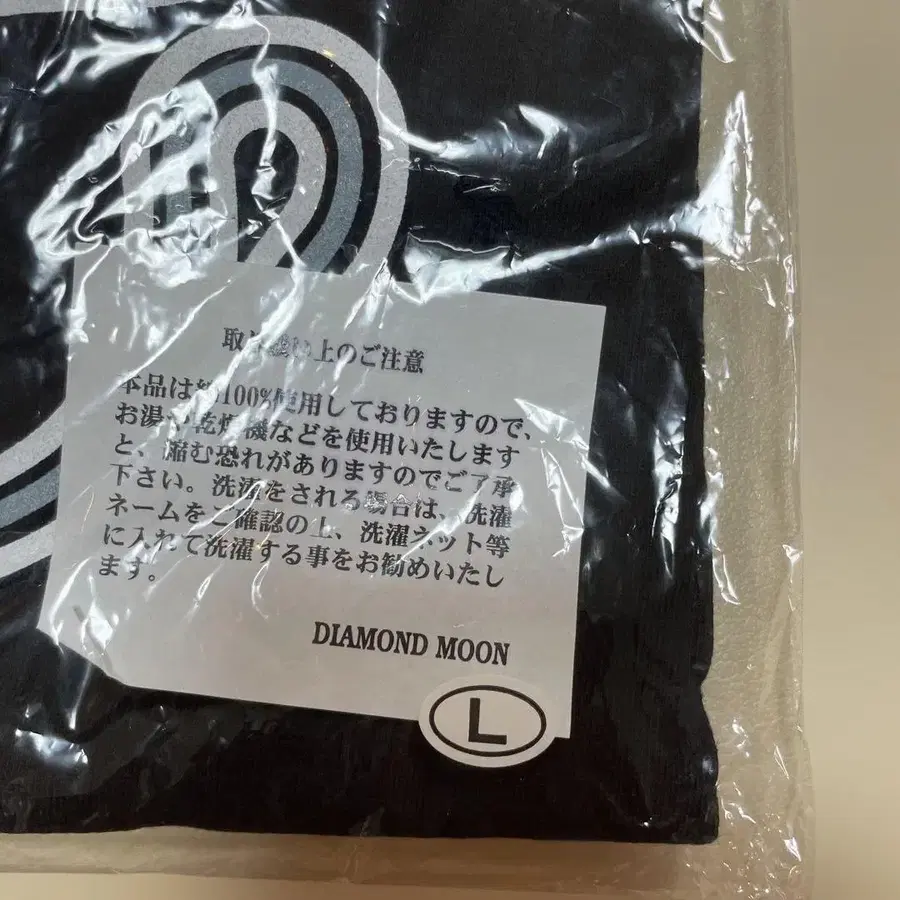 取り扱い上のご注意
本品は綿100%使用しておりますので、
お湯や乾燥機などを使用いたします
と、縮む恐れがありますのでご了承
下さい。洗濯をされる場合は、洗濯
ネームをご確認の上、洗濯ネット等
に入れて洗濯する事をお勧めいたし
ます。
DIAMOND MOON
L